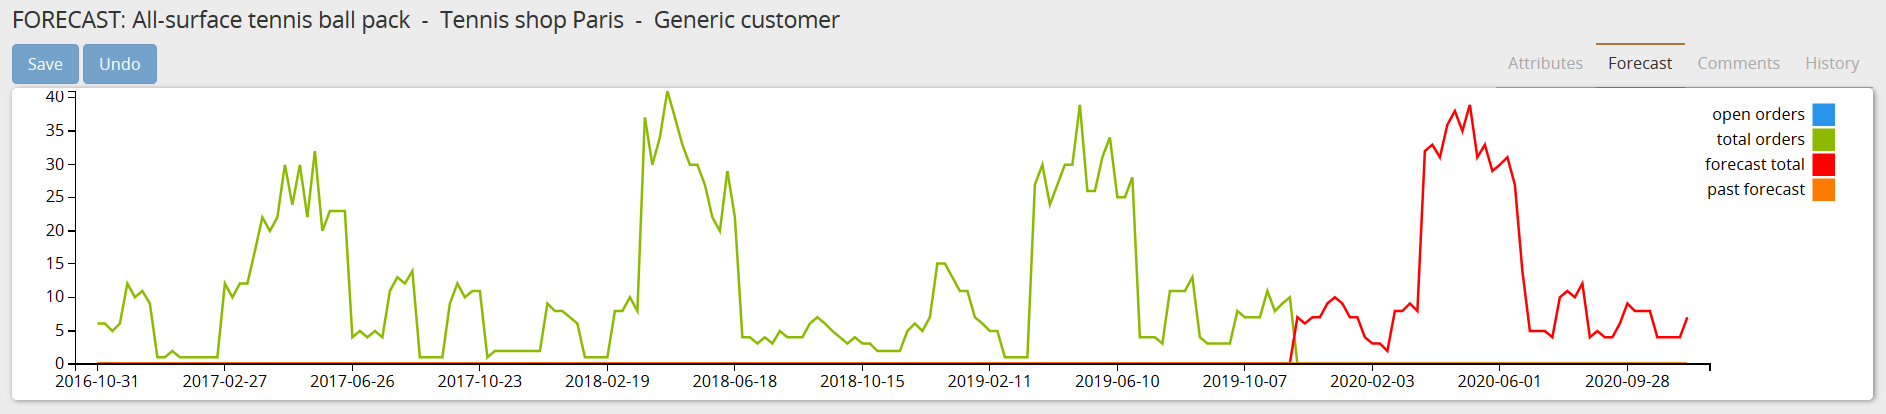 FORECAST: All-surface tennis ball pack - Tennis shop Paris - Generic customer
Save Undo Attributes Forecast Comments History
40
35
30
25
20
15
10
5
0
open orders
total orders
forecast total
past forecast
2016-10-31 2017-02-27 2017-06-26 2017-10-23 2018-02-19 2018-06-18 2018-10-15 2019-02-11 2019-06-10 2019-10-07 2020-02-03 2020-06-01 2020-09-28